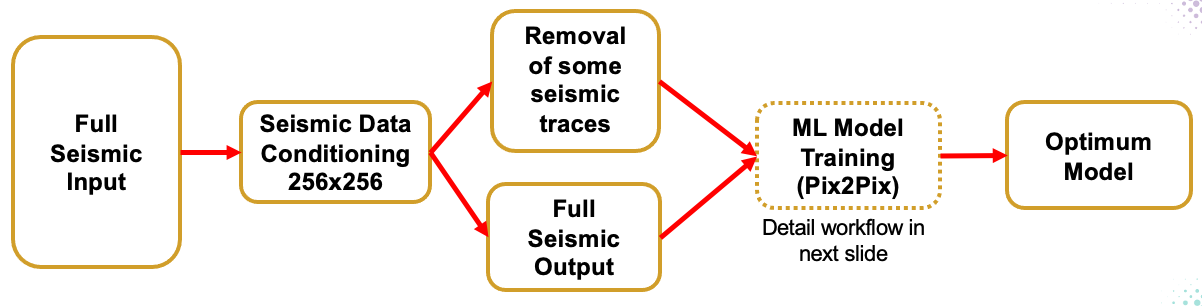 Full
Seismic
Input
Seismic Data
Conditioning
256x256
Removal
of some
seismic
traces
Full
Seismic
Output
ML Model
Training
(Pix2Pix)
Detail workflow in
next slide
Optimum
Model